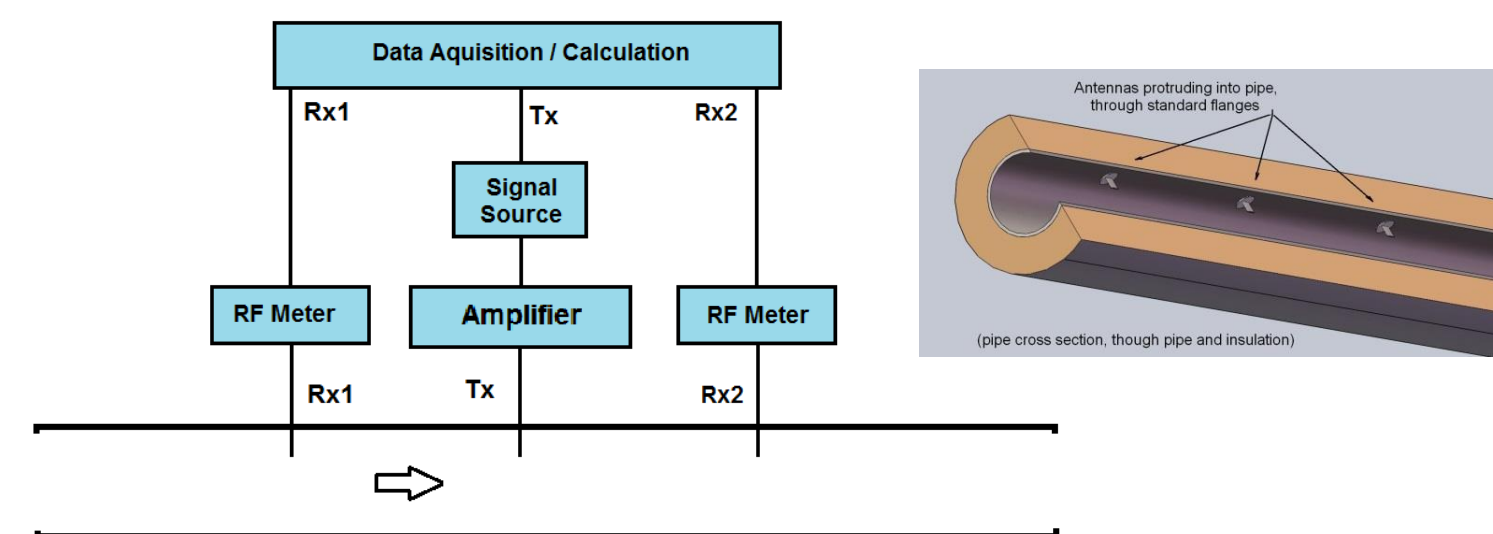 Data Aquisition / Calculation
Rx1
Tx
Rx2
Signal
Source
RF Meter
Amplifier
RF Meter
Rx1
Tx
Rx2
Antennas protruding into pipe,
through standard flanges
(pipe cross section, though pipe and insulation)